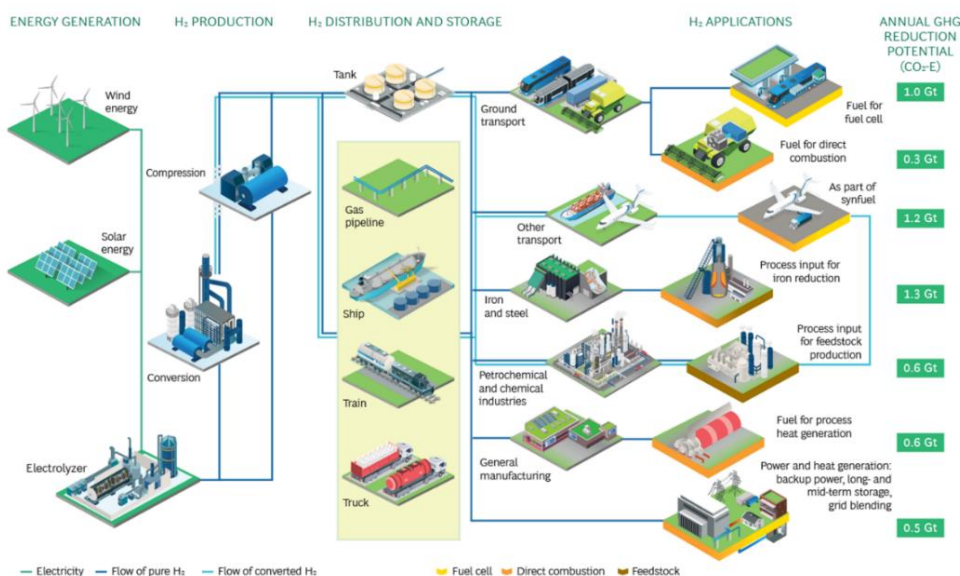 ENERGY GENERATION
H₂ PRODUCTION
H₂ DISTRIBUTION AND STORAGE
H₂ APPLICATIONS
ANNUAL GHG
REDUCTION
POTENTIAL
(CO₂-E)
Wind
energy
Solar
energy
Electrolyzer
Compression
Conversion
Tank
Gas
pipeline
Ship
Train
Truck
Ground
transport
Fuel for
fuel cell
1.0 Gt
Fuel for direct
combustion
0.3 Gt
Other
transport
As part of
synfuel
1.2 Gt
Iron
and steel
Process input for
iron reduction
1.3 Gt
Petrochemical and
chemical
industries
Process input
for feedstock
production
0.6 Gt
General
manufacturing
Fuel for process
heat generation
0.6 Gt
Power and heat generation:
backup power, long- and
mid-term storage,
grid blending
0.5 Gt
Electricity
Flow of pure H₂
Flow of converted H₂
Fuel cell
Direct combustion
Feedstock